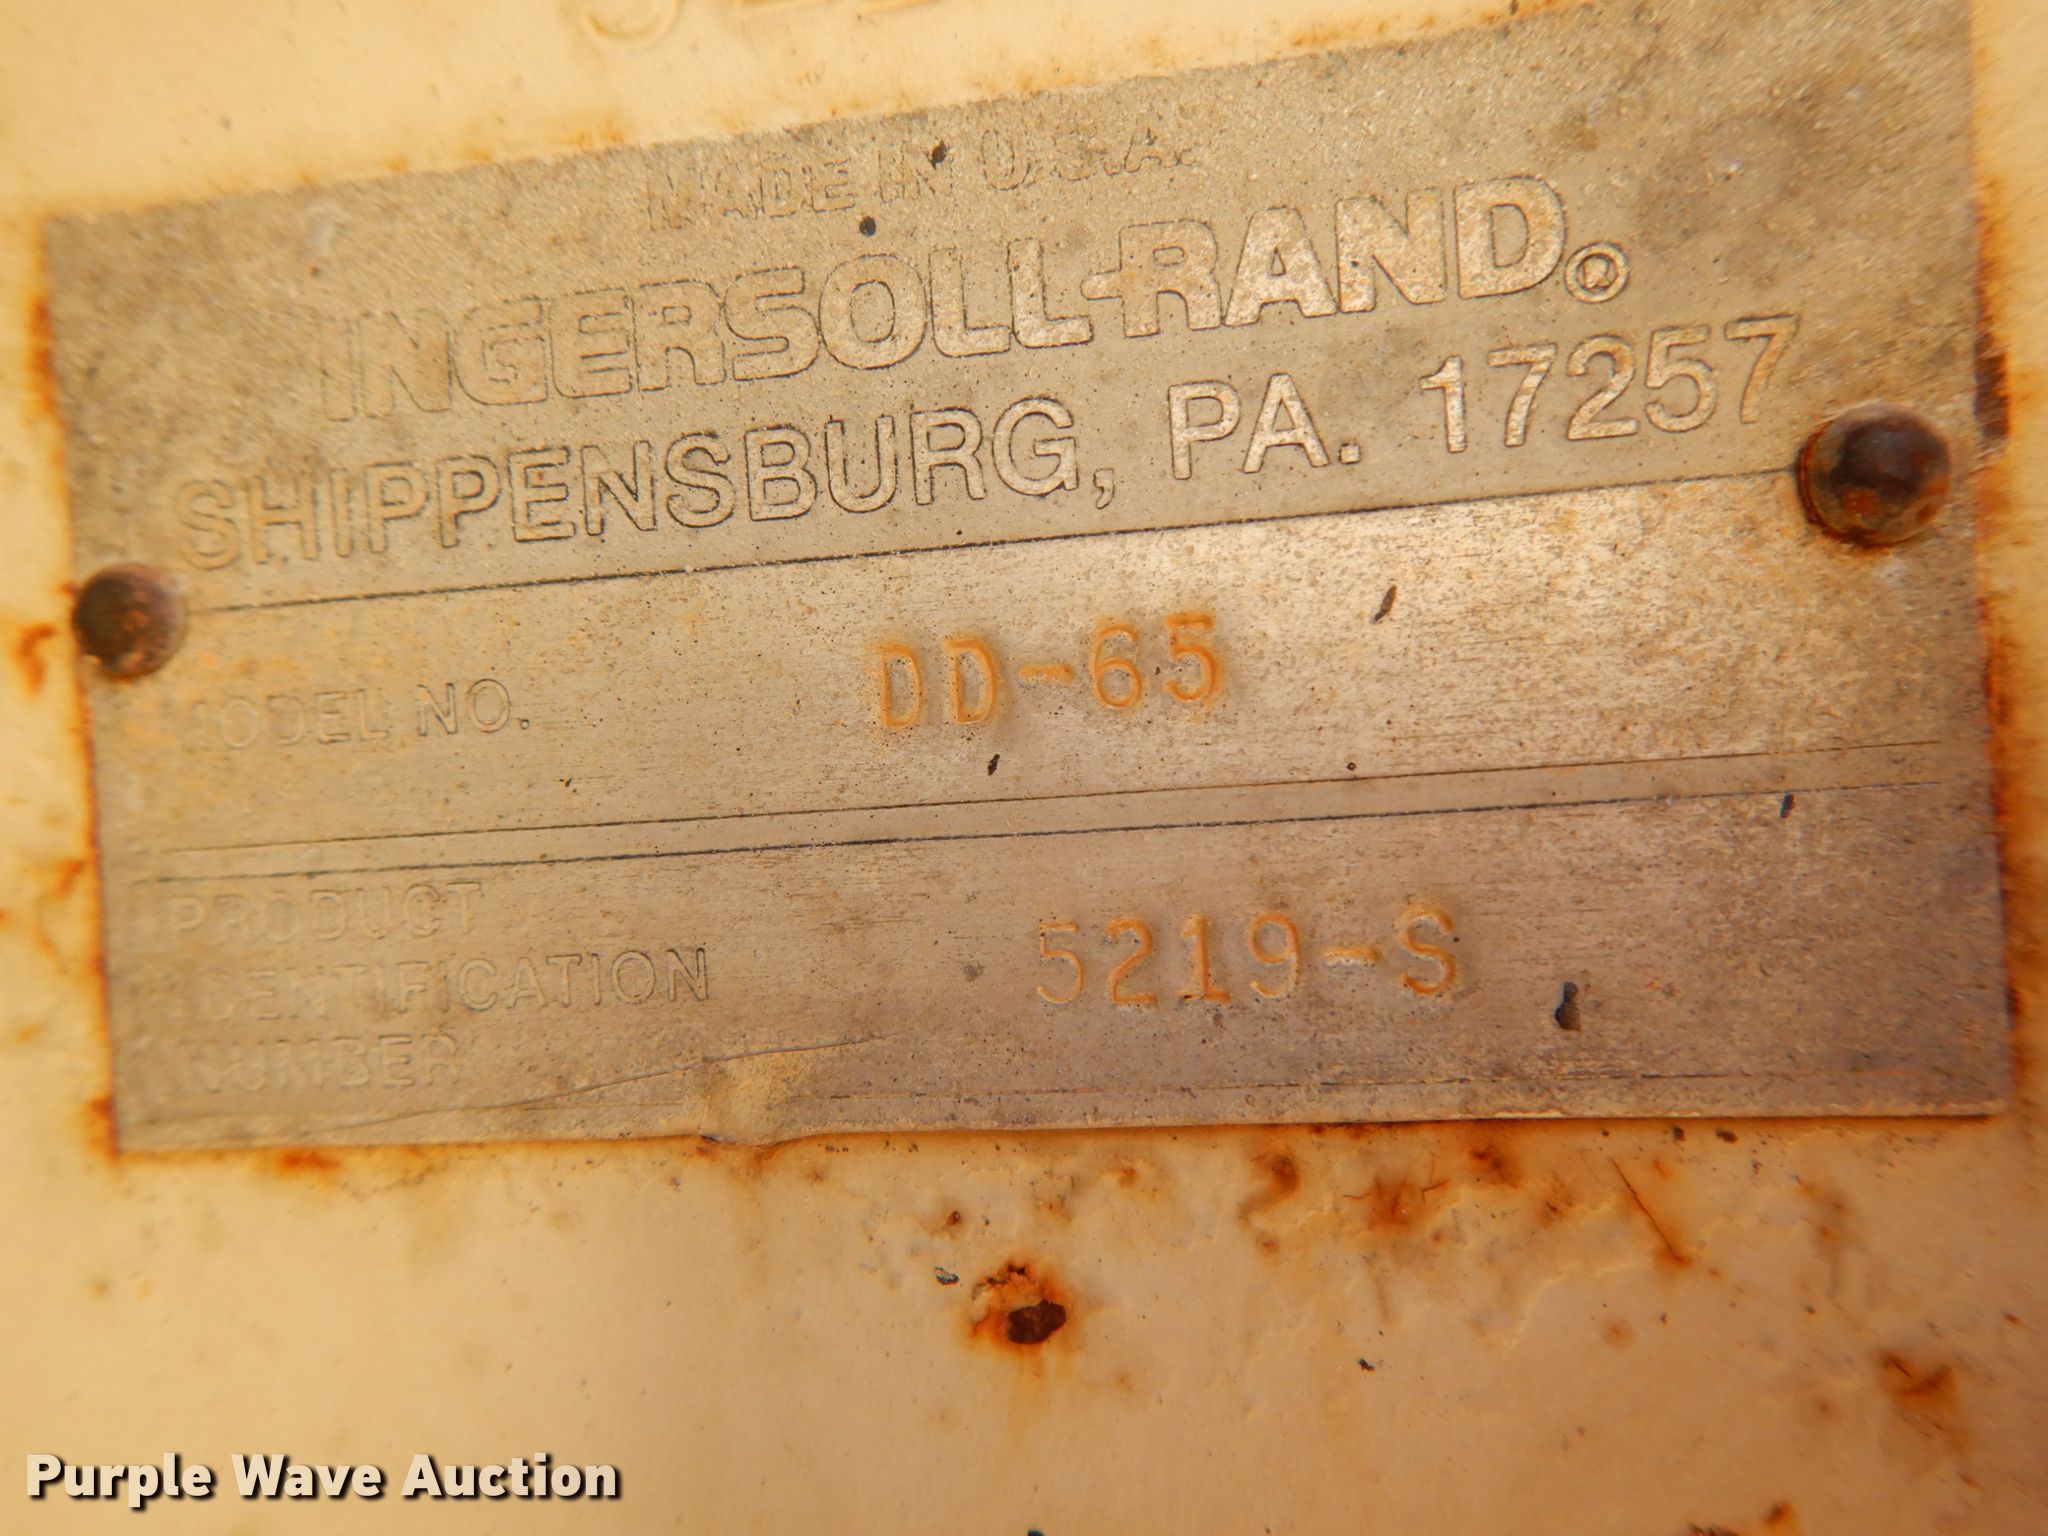 MADE IN U.S.A.
INGERSOLL-RAND®
SHIPPENSBURG, PA. 17257
MODEL NO. DD-65
PRODUCT
IDENTIFICATION
NUMBER
5219-S
Purple Wave Auction